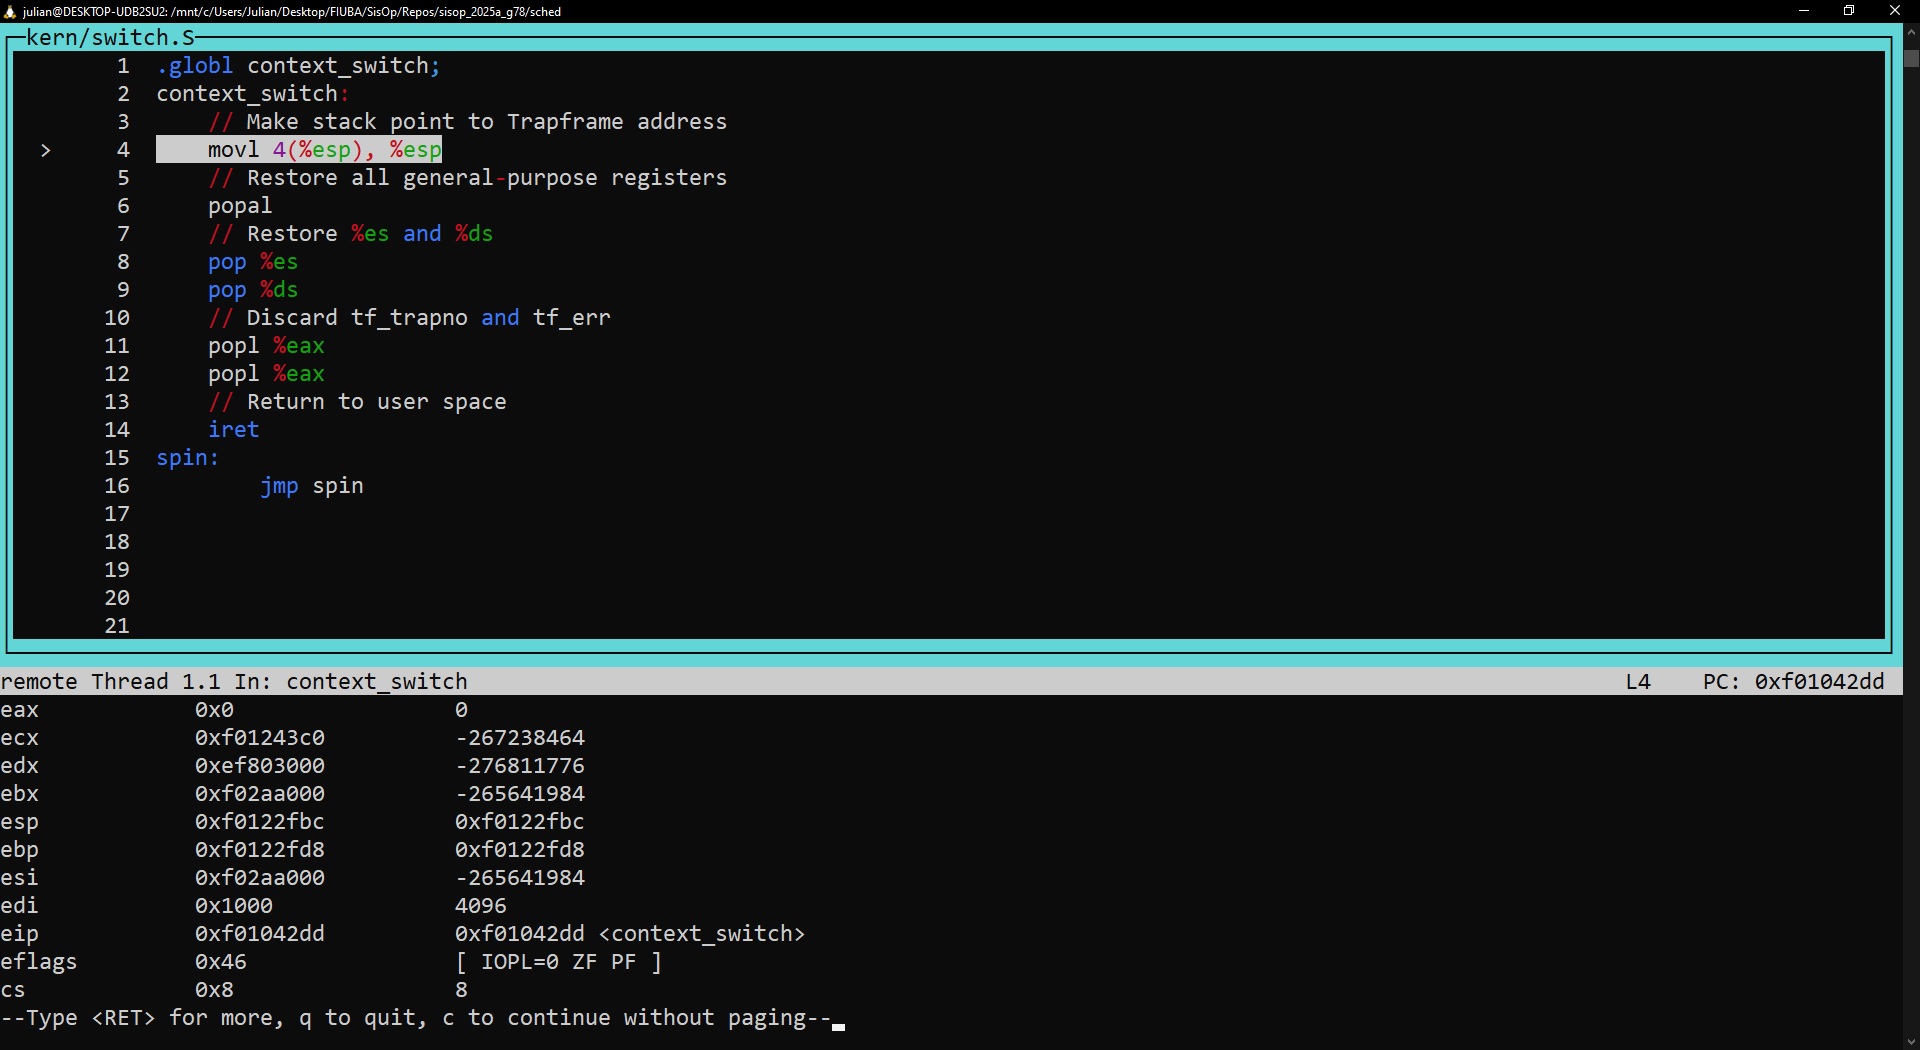 julian@DESKTOP-UDB2SU2: /mnt/c/Users/Julian/Desktop/FIUBA/SisOp/Repos/sisop_2025a_g78/sched
kern/switch.S
1 .globl context_switch;
2 context_switch:
3 // Make stack point to Trapframe address
> 4 movl 4(%esp), %esp
5 // Restore all general-purpose registers
6 popal
7 // Restore %es and %ds
8 pop %es
9 pop %ds
10 // Discard tf_trapno and tf_err
11 popl %eax
12 popl %eax
13 // Return to user space
14 iret
15 spin:
16 jmp spin
17
18
19
20
21
remote Thread 1.1 In: context_switch L4 PC: 0xf01042dd
eax 0x0 0
ecx 0xf01243c0 -267238464
edx 0xef803000 -276811776
ebx 0xf02aa000 -265641984
esp 0xf0122fbc 0xf0122fbc
ebp 0xf0122fd8 0xf0122fd8
esi 0xf02aa000 -265641984
edi 0x1000 4096
eip 0xf01042dd 0xf01042dd <context_switch>
eflags 0x46 [ IOPL=0 ZF PF ]
cs 0x8 8
--Type <RET> for more, q to quit, c to continue without paging--